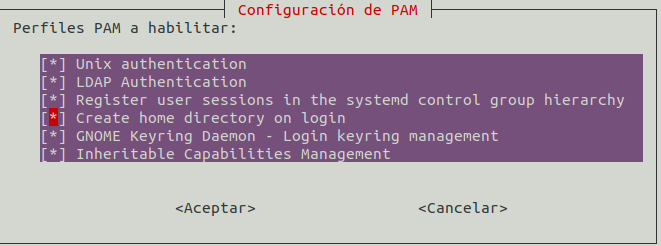 Configuración de PAM
Perfiles PAM a habilitar:
[*] Unix authentication
[*] LDAP Authentication
[*] Register user sessions in the systemd control group hierarchy
[*] Create home directory on login
[*] GNOME Keyring Daemon - Login keyring management
[*] Inheritable Capabilities Management
<Aceptar> <Cancelar>